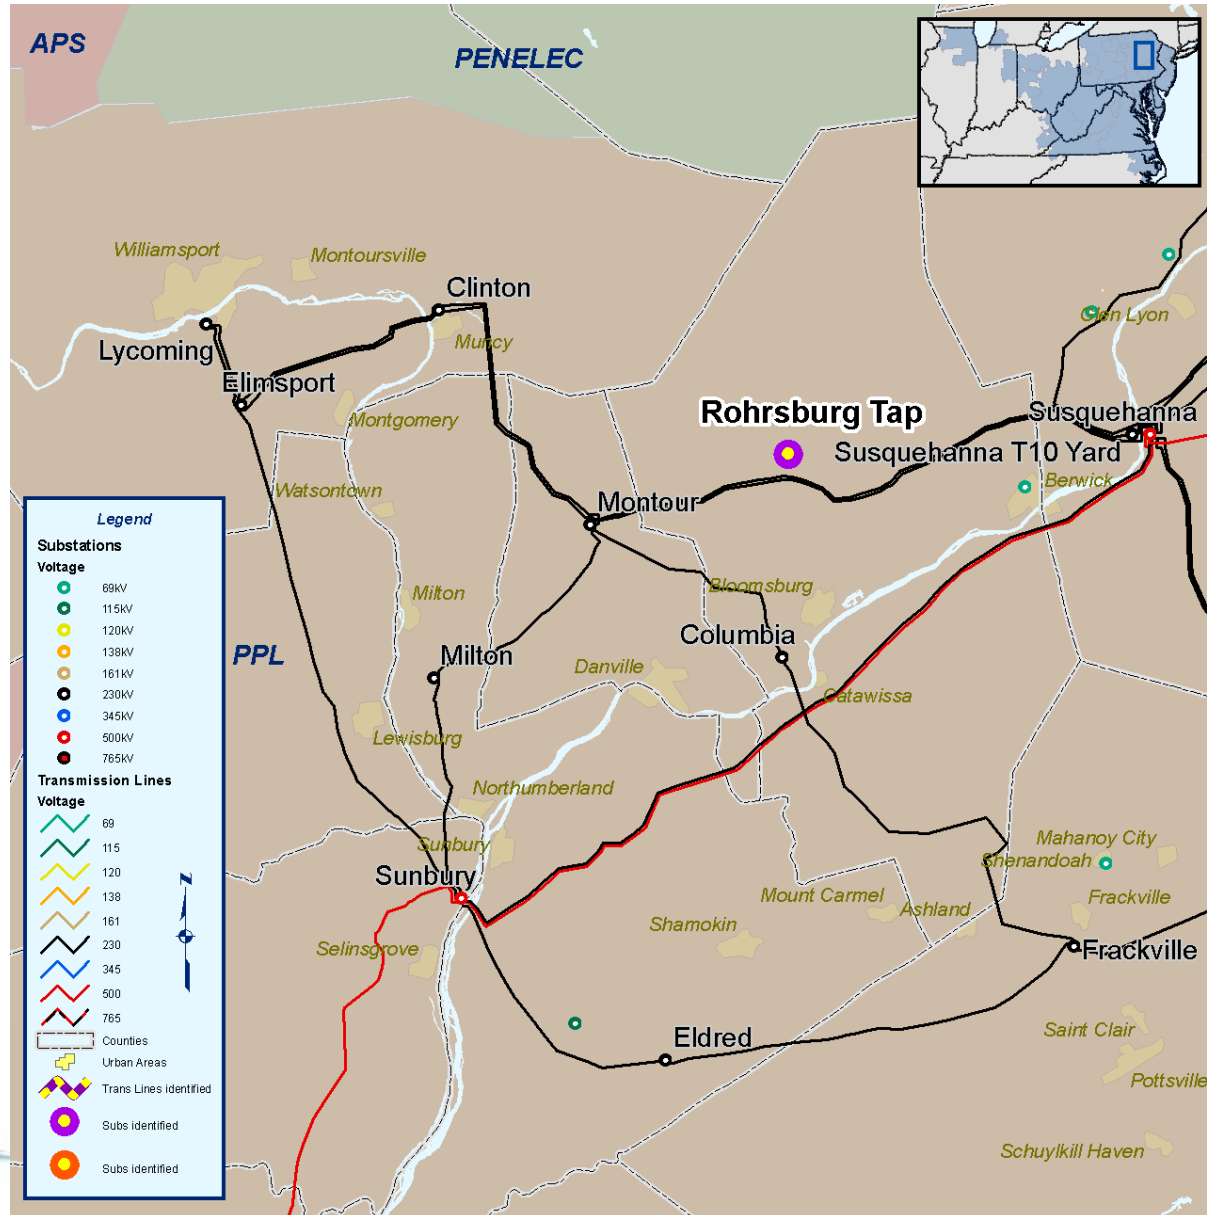 APS
PENELEC
Williamsport
Montoursville
Clinton
Glen Lyon
Lycoming
Muncy
Elimsport
Montgomery
Rohrsburg Tap
Susquehanna
Susquehanna T10 Yard
Berwick
Watsontown
Montour
Milton
Bloomsburg
Columbia
PPL
Milton
Danville
Catawissa
Lewisburg
Northumberland
Sunbury
Mahanoy City
Shenandoah
Sunbury
Mount Carmel
Ashland
Frackville
Shamokin
Selinsgrove
Frackville
Eldred
Saint Clair
Pottsville
Schuylkill Haven
Legend
Substations
Voltage
69kV
115kV
120kV
138kV
161kV
230kV
345kV
500kV
765kV
Transmission Lines
Voltage
69
115
120
138
161
230
345
500
765
Counties
Urban Areas
Trans Lines identified
Subs identified
Subs identified
N